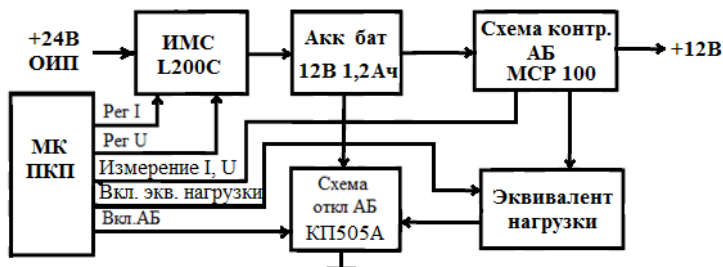 +24В
ОИП
ИМС
L200C
Акк бат
12В 1,2Ач
Схема контр.
АБ
МСР 100
+12В
МК
ПКП
Рег I
Рег U
Измерение I, U
Вкл. экв. нагрузки
Вкл.АБ
Схема
откл АБ
КП505А
Эквивалент
нагрузки